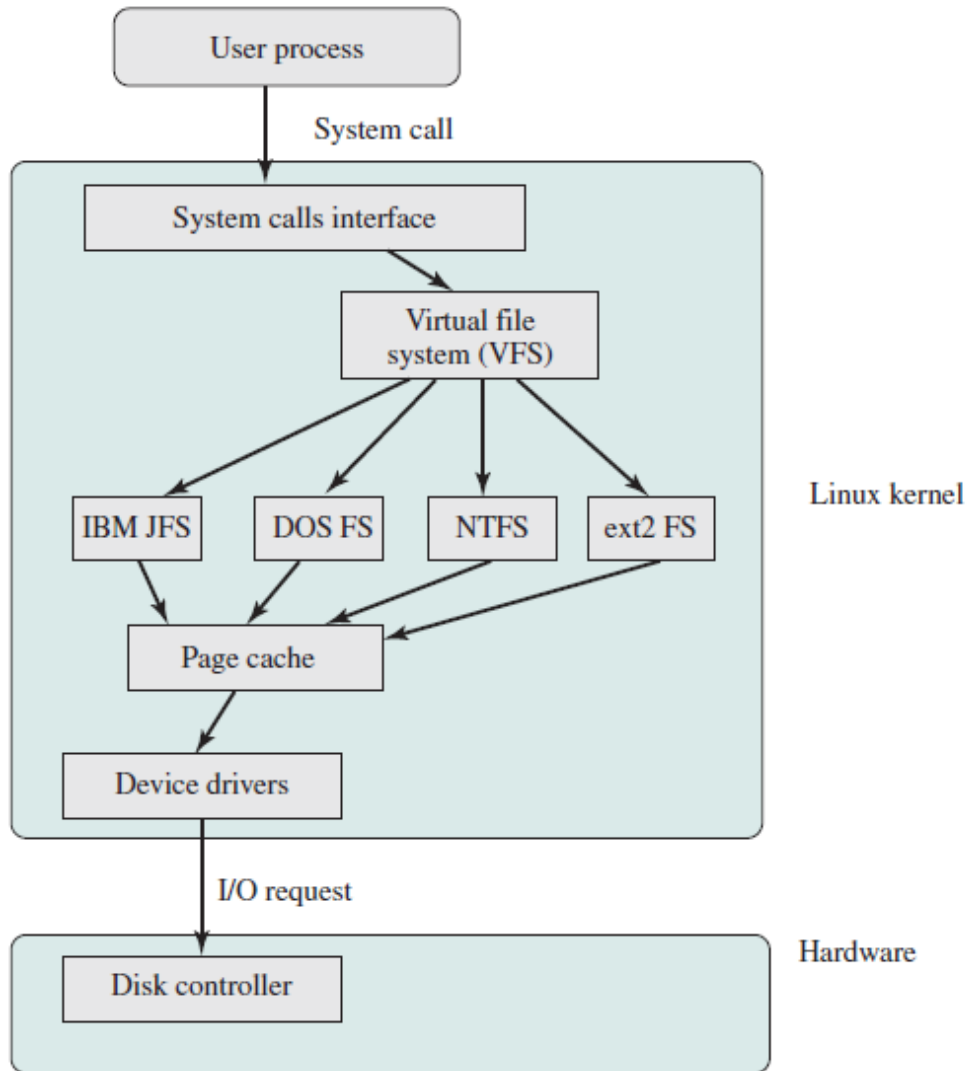 User process
System call
System calls interface
Virtual file
system (VFS)
Linux kernel
IBM JFS
DOS FS
NTFS
ext2 FS
Page cache
Device drivers
I/O request
Hardware
Disk controller